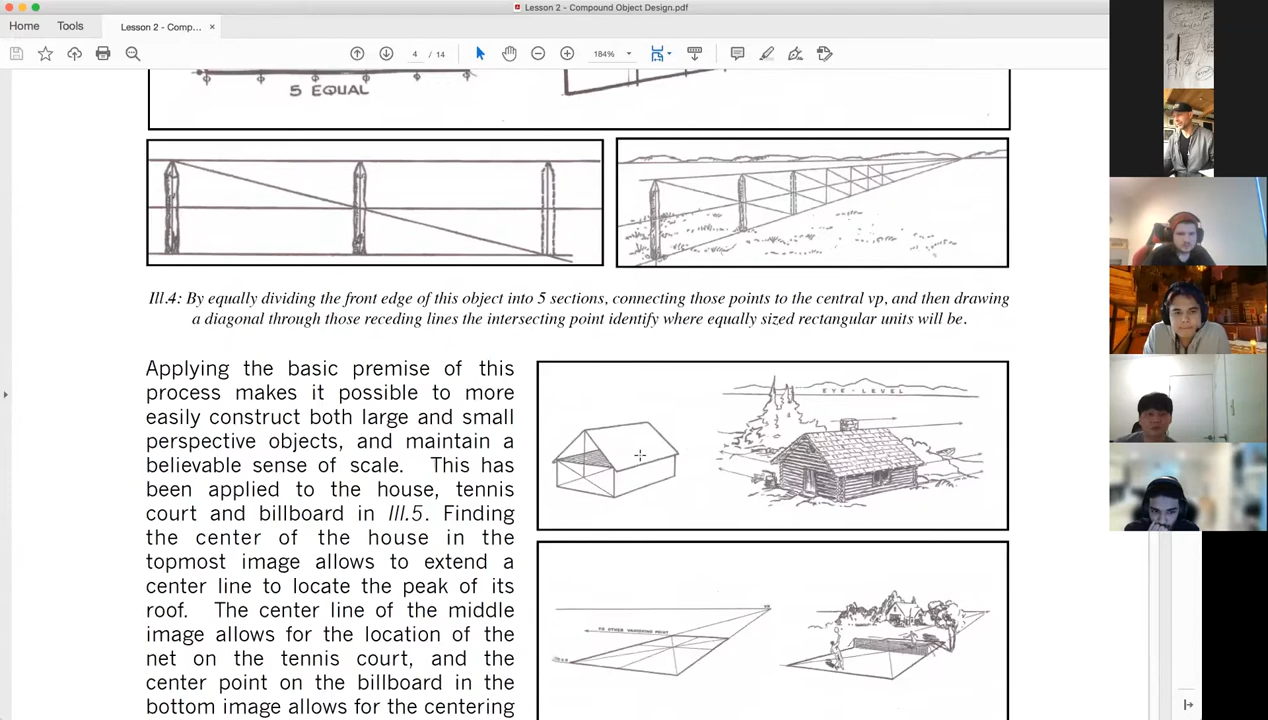 Lesson 2 - Compound Object Design.pdf
Home Tools Lesson 2 - Comp... ×
4 / 14 184%
5 EQUAL
Ill.4: By equally dividing the front edge of this object into 5 sections, connecting those points to the central vp, and then drawing
a diagonal through those receding lines the intersecting point identify where equally sized rectangular units will be.
Applying the basic premise of this
process makes it possible to more
easily construct both large and small
perspective objects, and maintain a
believable sense of scale. This has
been applied to the house, tennis
court and billboard in Ill.5. Finding
the center of the house in the
topmost image allows to extend a
center line to locate the peak of its
roof. The center line of the middle
image allows for the location of the
net on the tennis court, and the
center point on the billboard in the
bottom image allows for the centering
EYE-LEVEL
TO OTHER VANISHING POINT